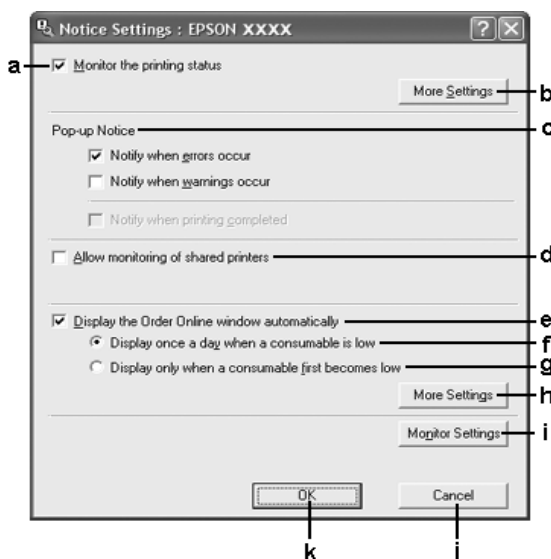 Notice Settings : EPSON XXXX
a
Monitor the printing status
More Settings
b
Pop-up Notice
c
Notify when errors occur
Notify when warnings occur
Notify when printing completed
Allow monitoring of shared printers
d
Display the Order Online window automatically
e
Display once a day when a consumable is low
f
Display only when a consumable first becomes low
g
More Settings
h
Monitor Settings
i
OK
Cancel
k
j